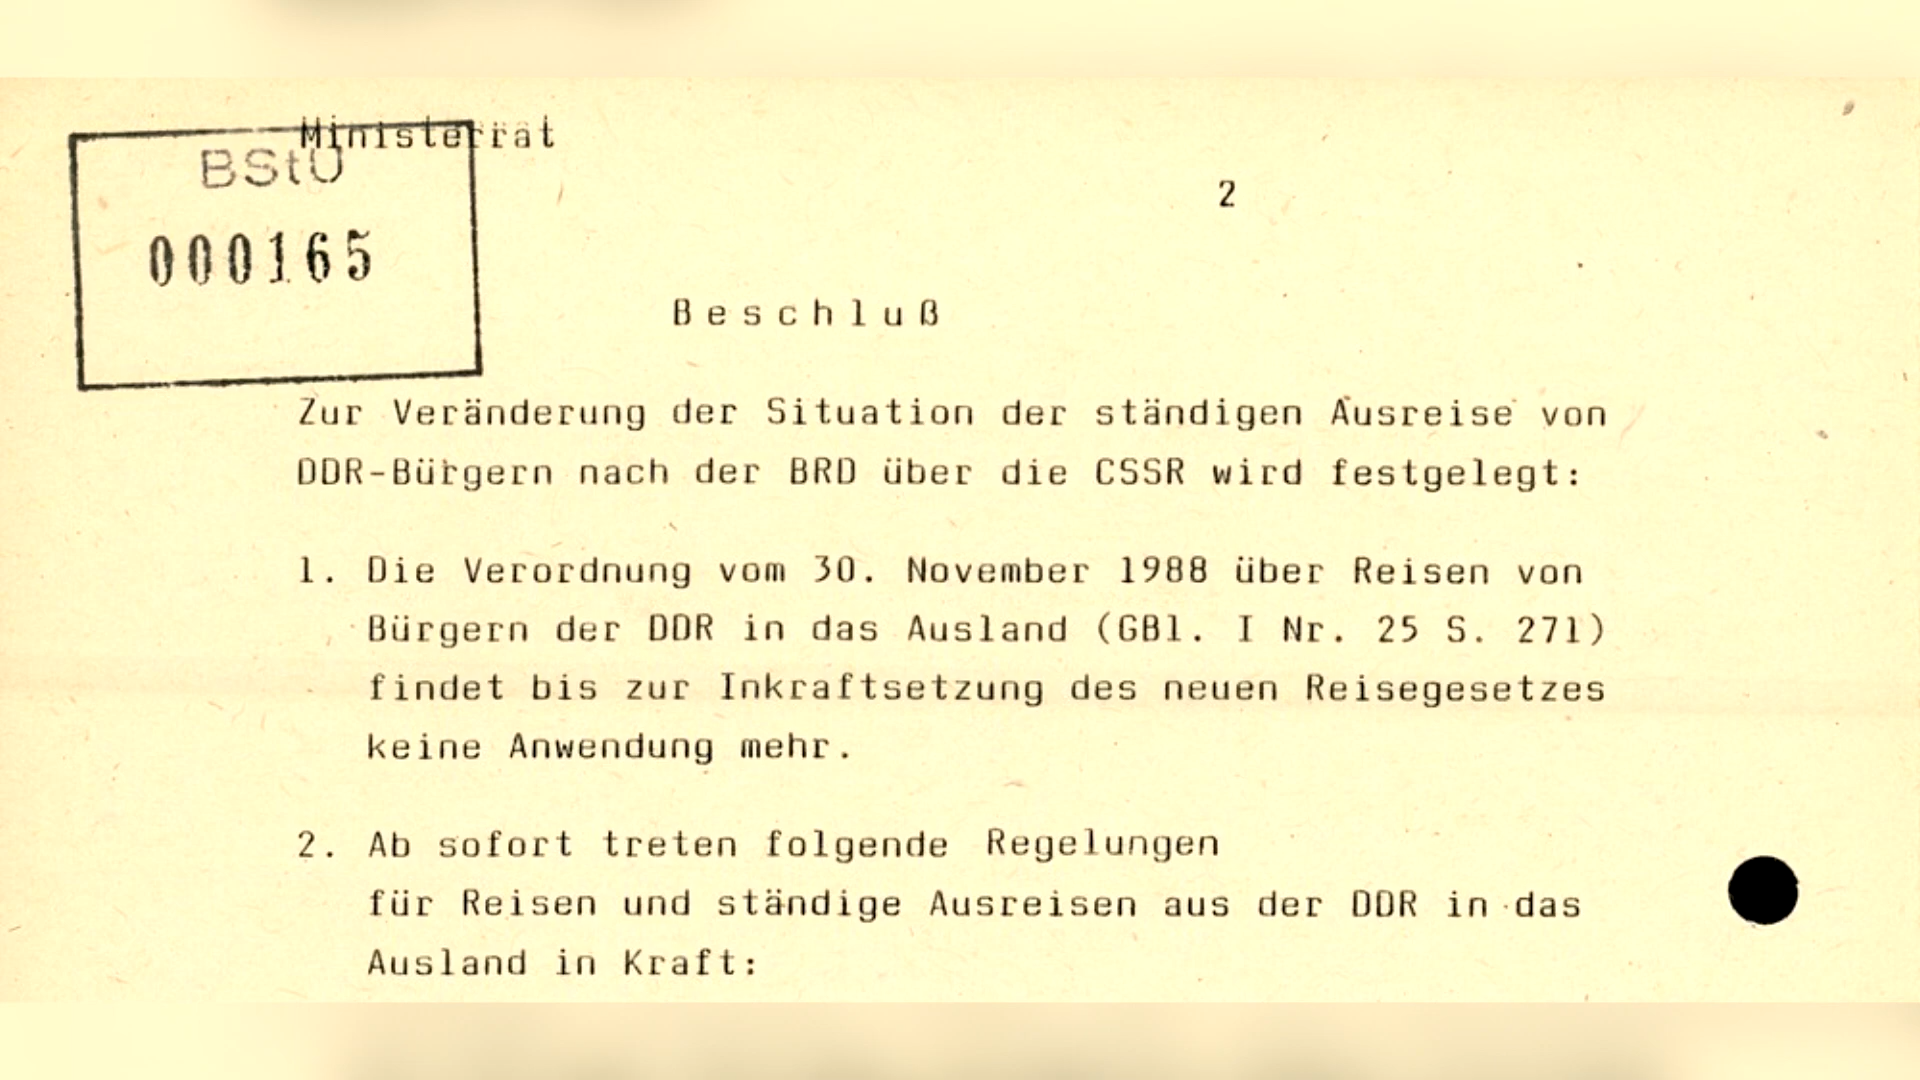 Ministerrat
BStU
000165
2
Beschluß
Zur Veränderung der Situation der ständigen Ausreise von
DDR-Bürgern nach der BRD über die CSSR wird festgelegt:
1. Die Verordnung vom 30. November 1988 über Reisen von
Bürgern der DDR in das Ausland (GBl. I Nr. 25 S. 271)
findet bis zur Inkraftsetzung des neuen Reisegesetzes
keine Anwendung mehr.
2. Ab sofort treten folgende Regelungen
für Reisen und ständige Ausreisen aus der DDR in das
Ausland in Kraft: